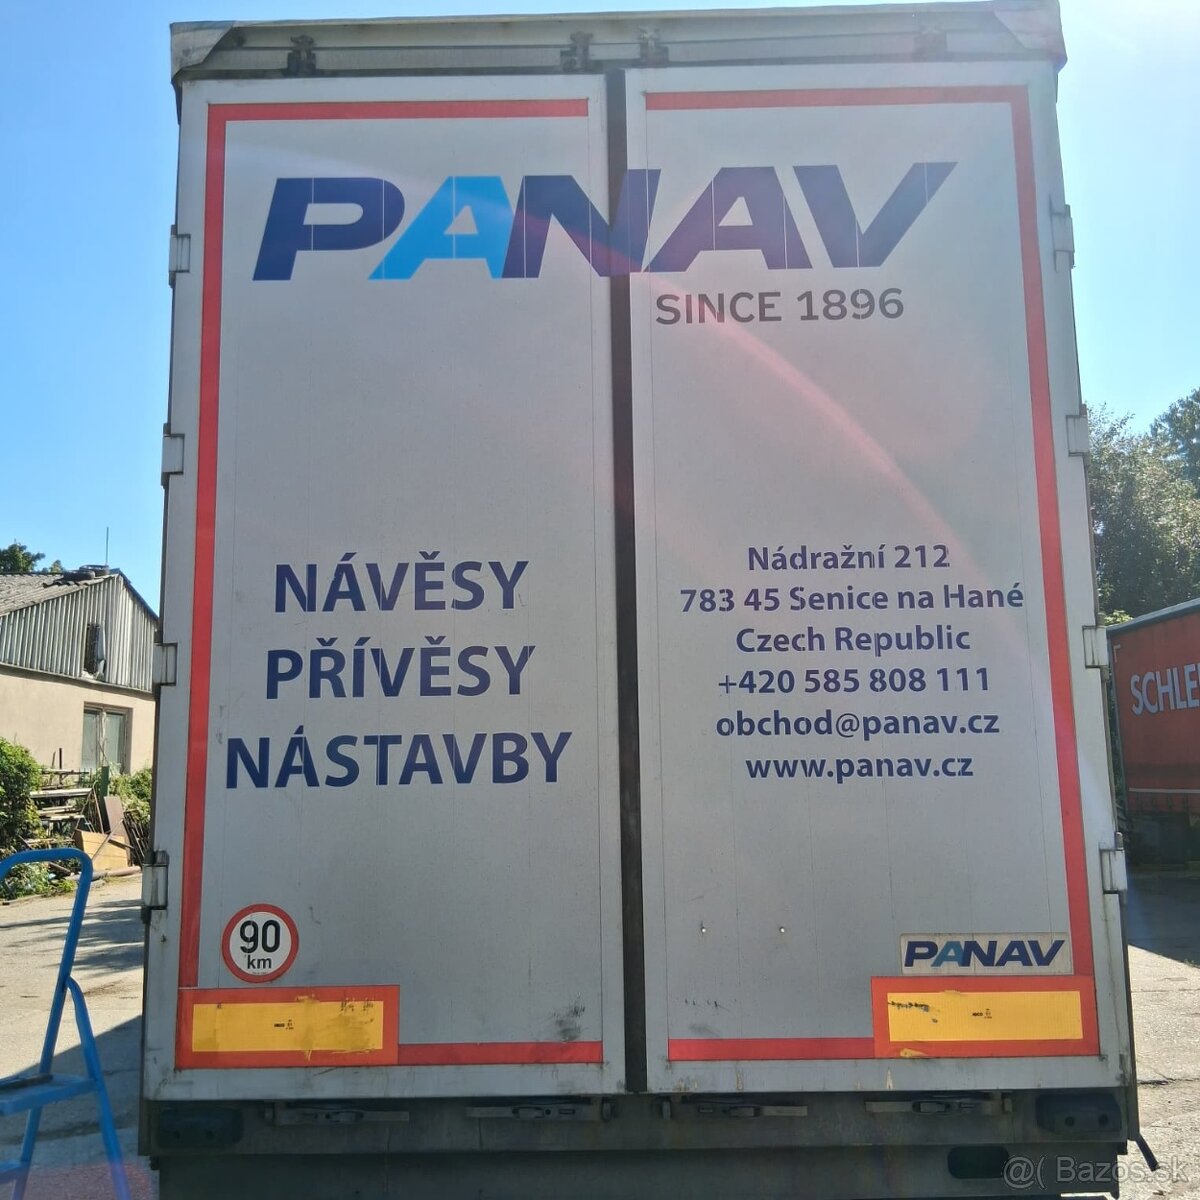 PANAV
SINCE 1896
NÁVĚSY
PŘÍVĚSY
NÁSTAVBY
Nádražní 212
783 45 Senice na Hané
Czech Republic
+420 585 808 111
obchod@panav.cz
www.panav.cz
SCHLE
90
km
PANAV
@( Bazos.sk